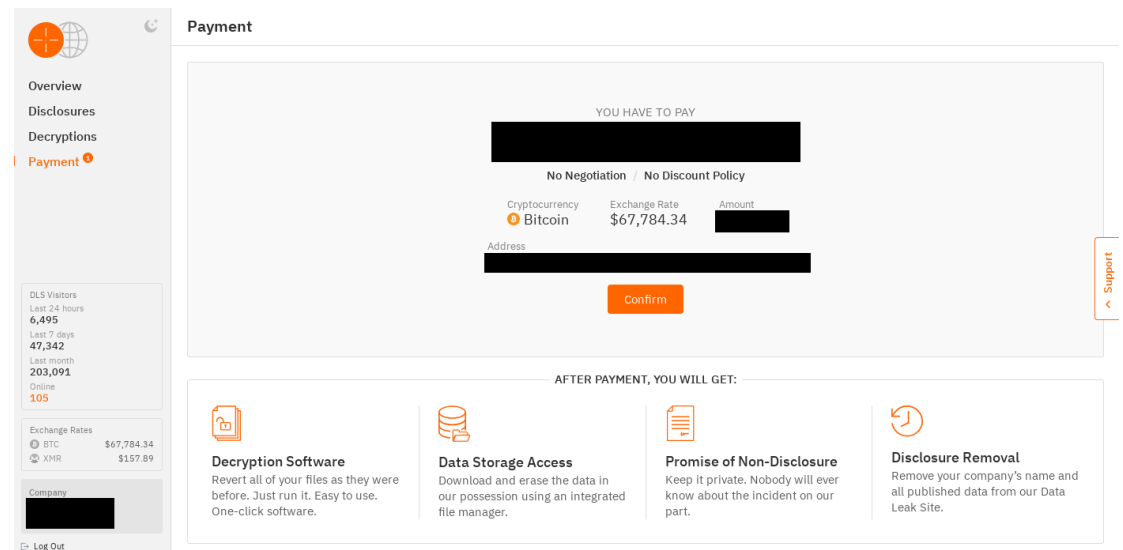 Payment
Overview
Disclosures
Decryptions
Payment 1
DLS Visitors
Last 24 hours
6,495
Last 7 days
47,342
Last month
203,091
Online
105
Exchange Rates
BTC $67,784.34
XMR $157.89
Company
Log Out
YOU HAVE TO PAY
No Negotiation / No Discount Policy
Cryptocurrency Exchange Rate Amount
Bitcoin $67,784.34
Address
Confirm
Support
AFTER PAYMENT, YOU WILL GET:
Decryption Software
Revert all of your files as they were
before. Just run it. Easy to use.
One-click software.
Data Storage Access
Download and erase the data in
our possession using an integrated
file manager.
Promise of Non-Disclosure
Keep it private. Nobody will ever
know about the incident on our
part.
Disclosure Removal
Remove your company's name and
all published data from our Data
Leak Site.